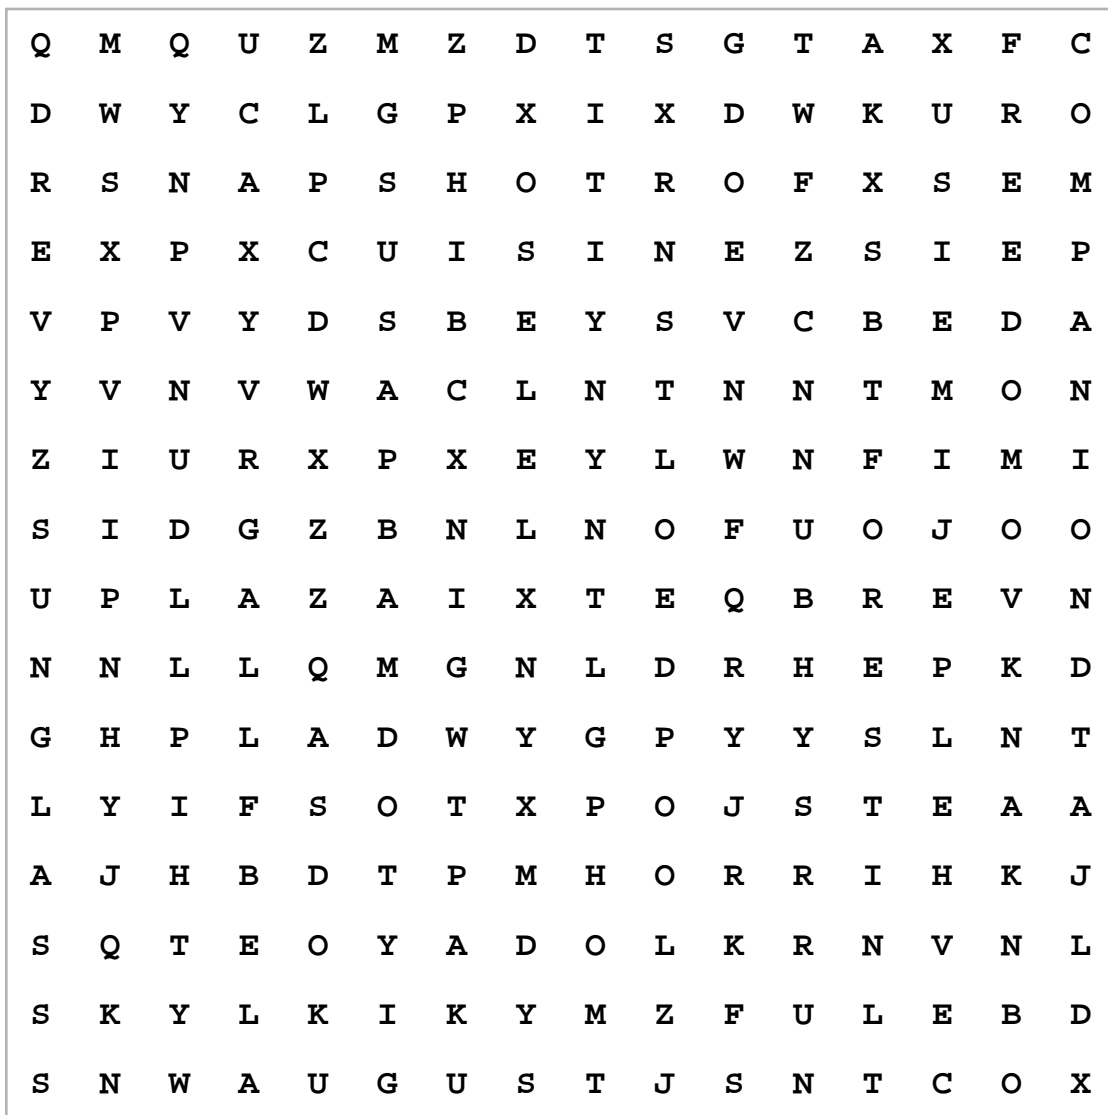 Q M Q U Z M Z D T S G T A X F C
D W Y C L G P X I X D W K U R O
R S N A P S H O T R O F X S E M
E X P X C U I S I N E Z S I E P
V P V Y D S B E Y S V C B E D A
Y V N V W A C L N T N N T M O N
Z I U R X P X E Y L W N F I M I
S I D G Z B N L N O F U O J O O
U P L A Z A I X T E Q B R E V N
N N L L Q M G N L D R H E P K D
G H P L A D W Y G P Y Y S L N T
L Y I F S O T X P O J S T E A A
A J H B D T P M H O R R I H K J
S Q T E O Y A D O L K R N V N L
S K Y L K I K Y M Z F U L E B D
S N W A U G U S T J S N T C O X